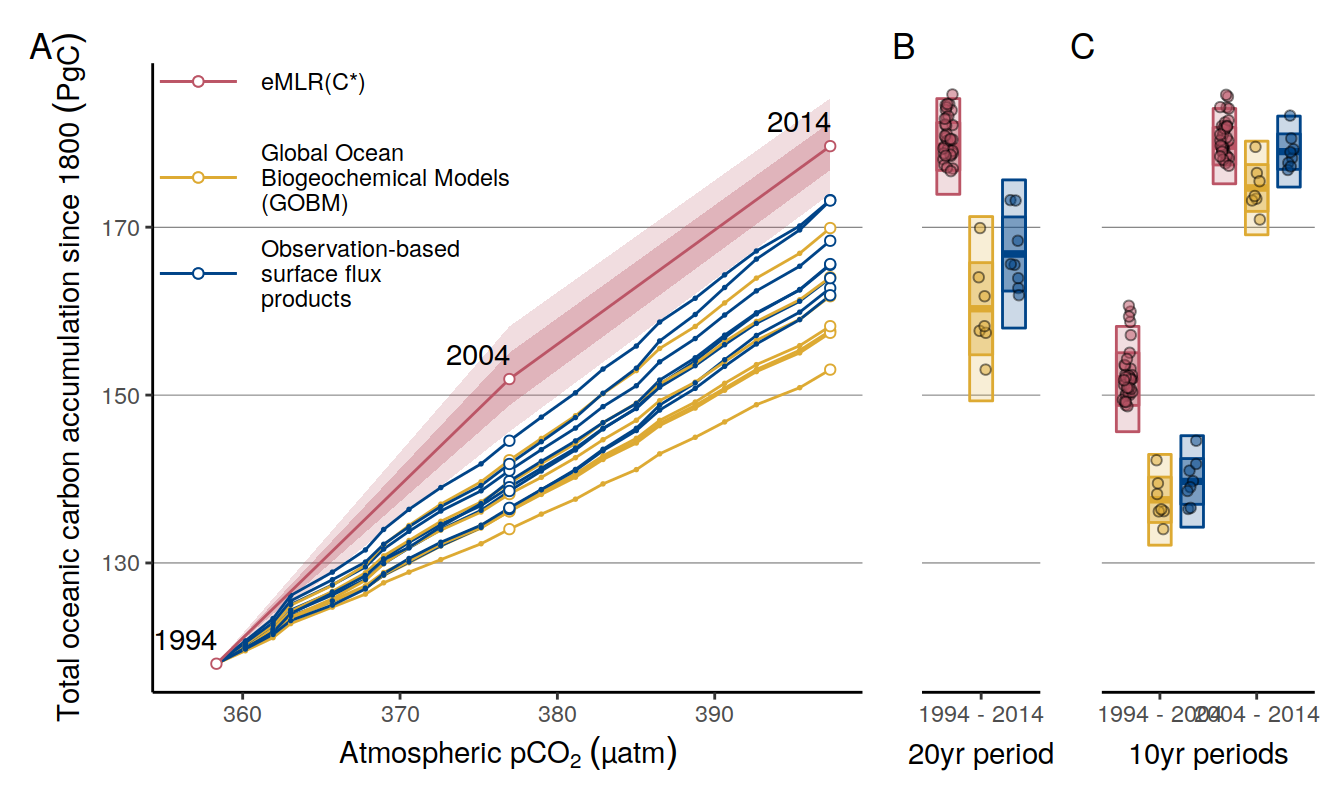 A
B
C
Total oceanic carbon accumulation since 1800 (PgC)
eMLR(C*)
Global Ocean
Biogeochemical Models
(GOBM)
Observation-based
surface flux
products
2014
2004
1994
170
150
130
360
370
380
390
Atmospheric pCO₂ (µatm)
1994 - 2014
20yr period
1994 - 2004
2004 - 2014
10yr periods